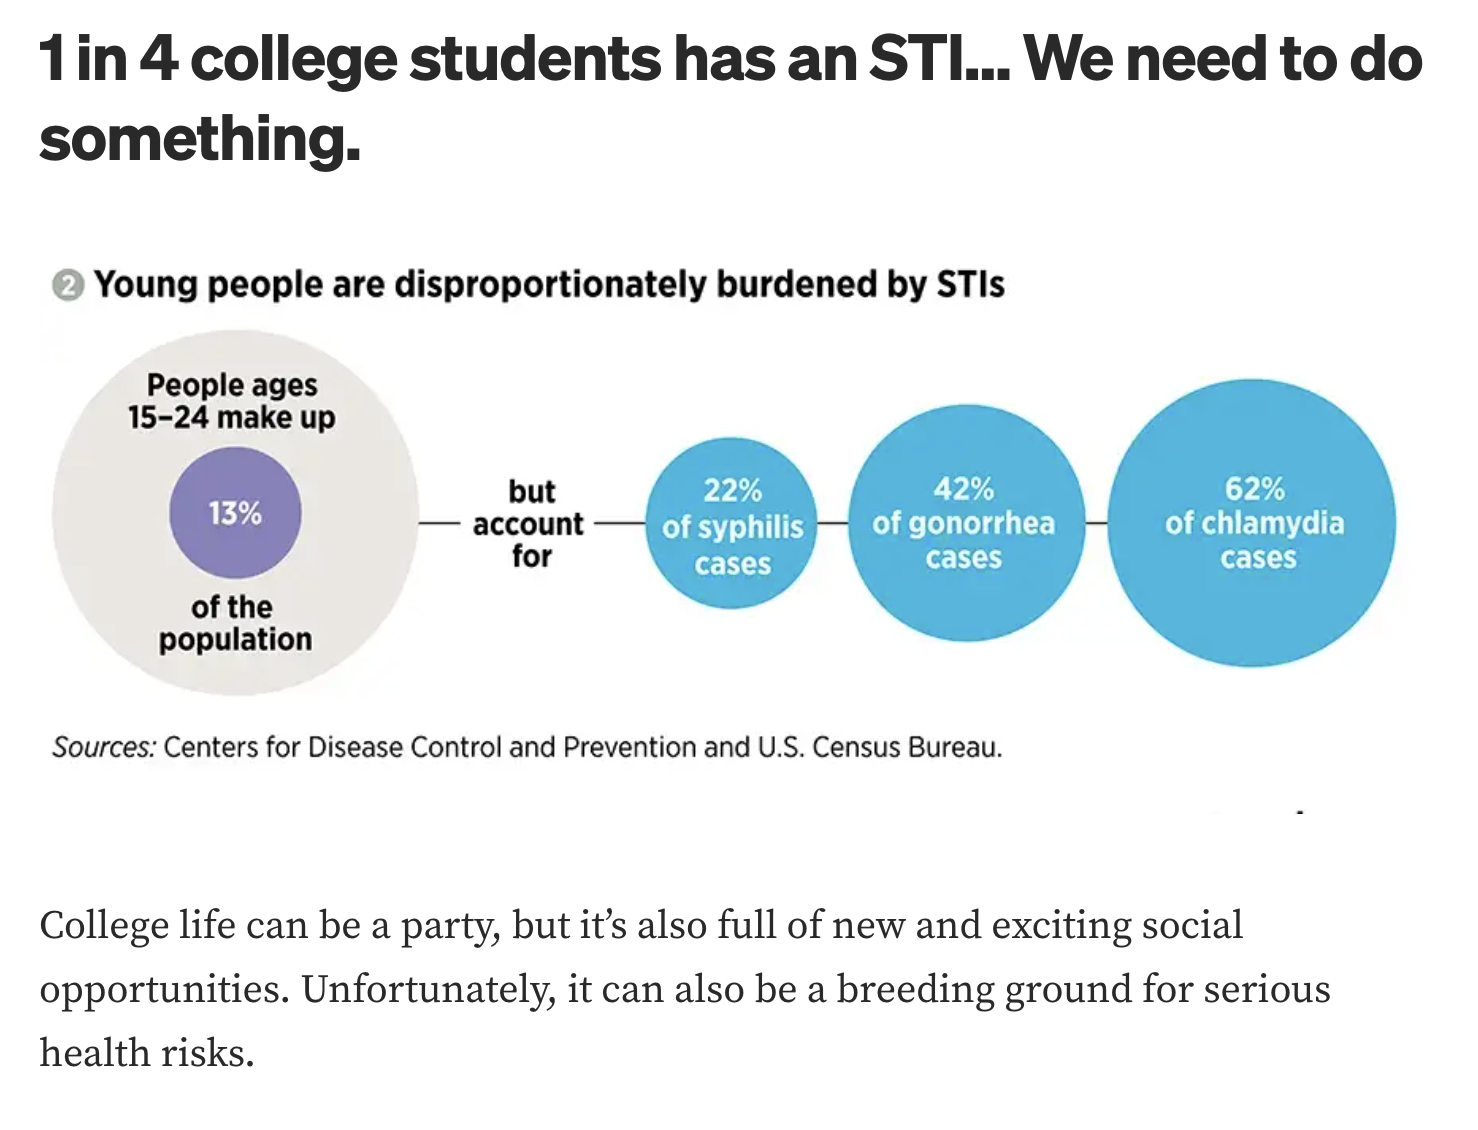 1 in 4 college students has an STI... We need to do
something.
2 Young people are disproportionately burdened by STIs
People ages
15–24 make up
13%
of the
population
but
account
for
22%
of syphilis
cases
42%
of gonorrhea
cases
62%
of chlamydia
cases
Sources: Centers for Disease Control and Prevention and U.S. Census Bureau.
College life can be a party, but it’s also full of new and exciting social
opportunities. Unfortunately, it can also be a breeding ground for serious
health risks.